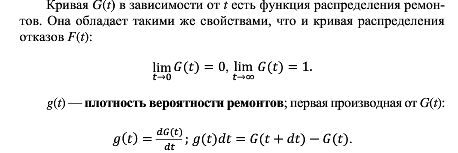 Кривая G(t) в зависимости от t есть функция распределения ремон-
тов. Она обладает такими же свойствами, что и кривая распределения
отказов F(t):
lim G(t) = 0, lim G(t) = 1.
t→0 t→∞
g(t) — плотность вероятности ремонтов; первая производная от G(t):
g(t) = dG(t)/dt; g(t)dt = G(t + dt) − G(t).